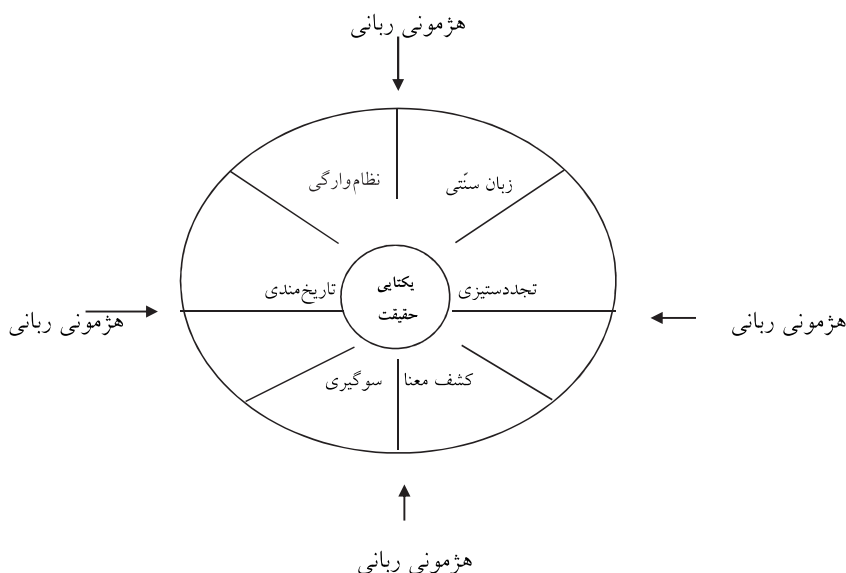 هژمونی ربانی
زبان سنّتی
نظام‌وارگی
یکتایی
حقیقت
تجددستیزی
تاریخ‌مندی
هژمونی ربانی
هژمونی ربانی
کشف معنا
سوگیری
هژمونی ربانی